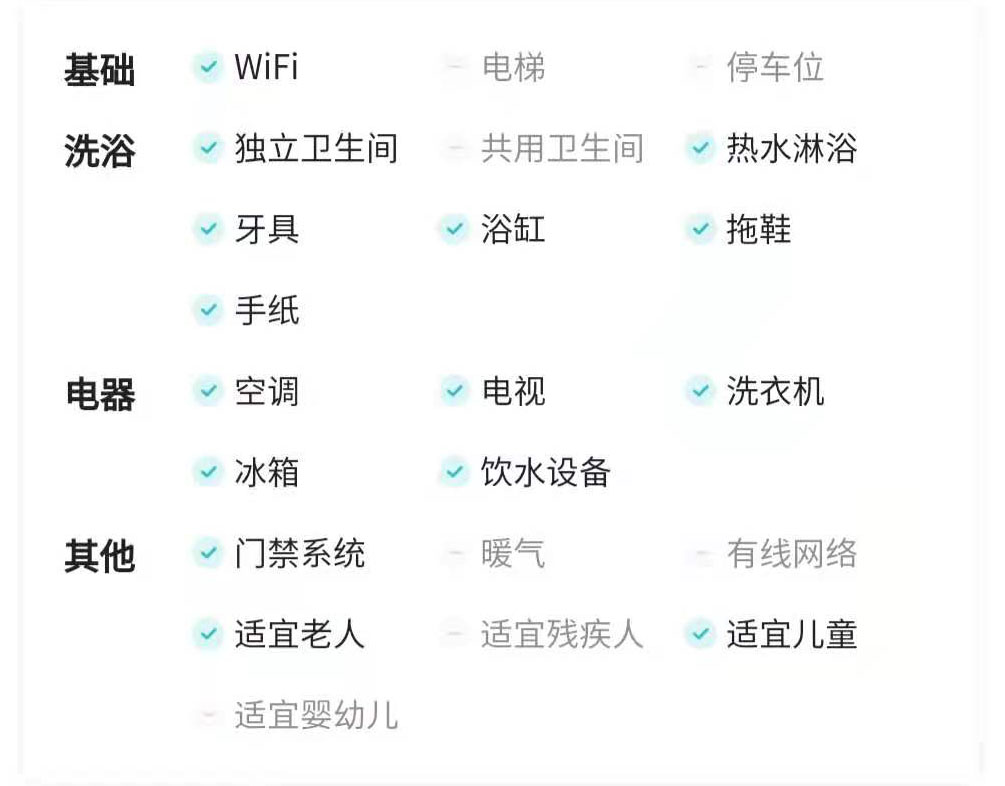 基础 WiFi 电梯 停车位
洗浴 独立卫生间 共用卫生间 热水淋浴
牙具 浴缸 拖鞋
手纸
电器 空调 电视 洗衣机
冰箱 饮水设备
其他 门禁系统 暖气 有线网络
适宜老人 适宜残疾人 适宜儿童
适宜婴幼儿